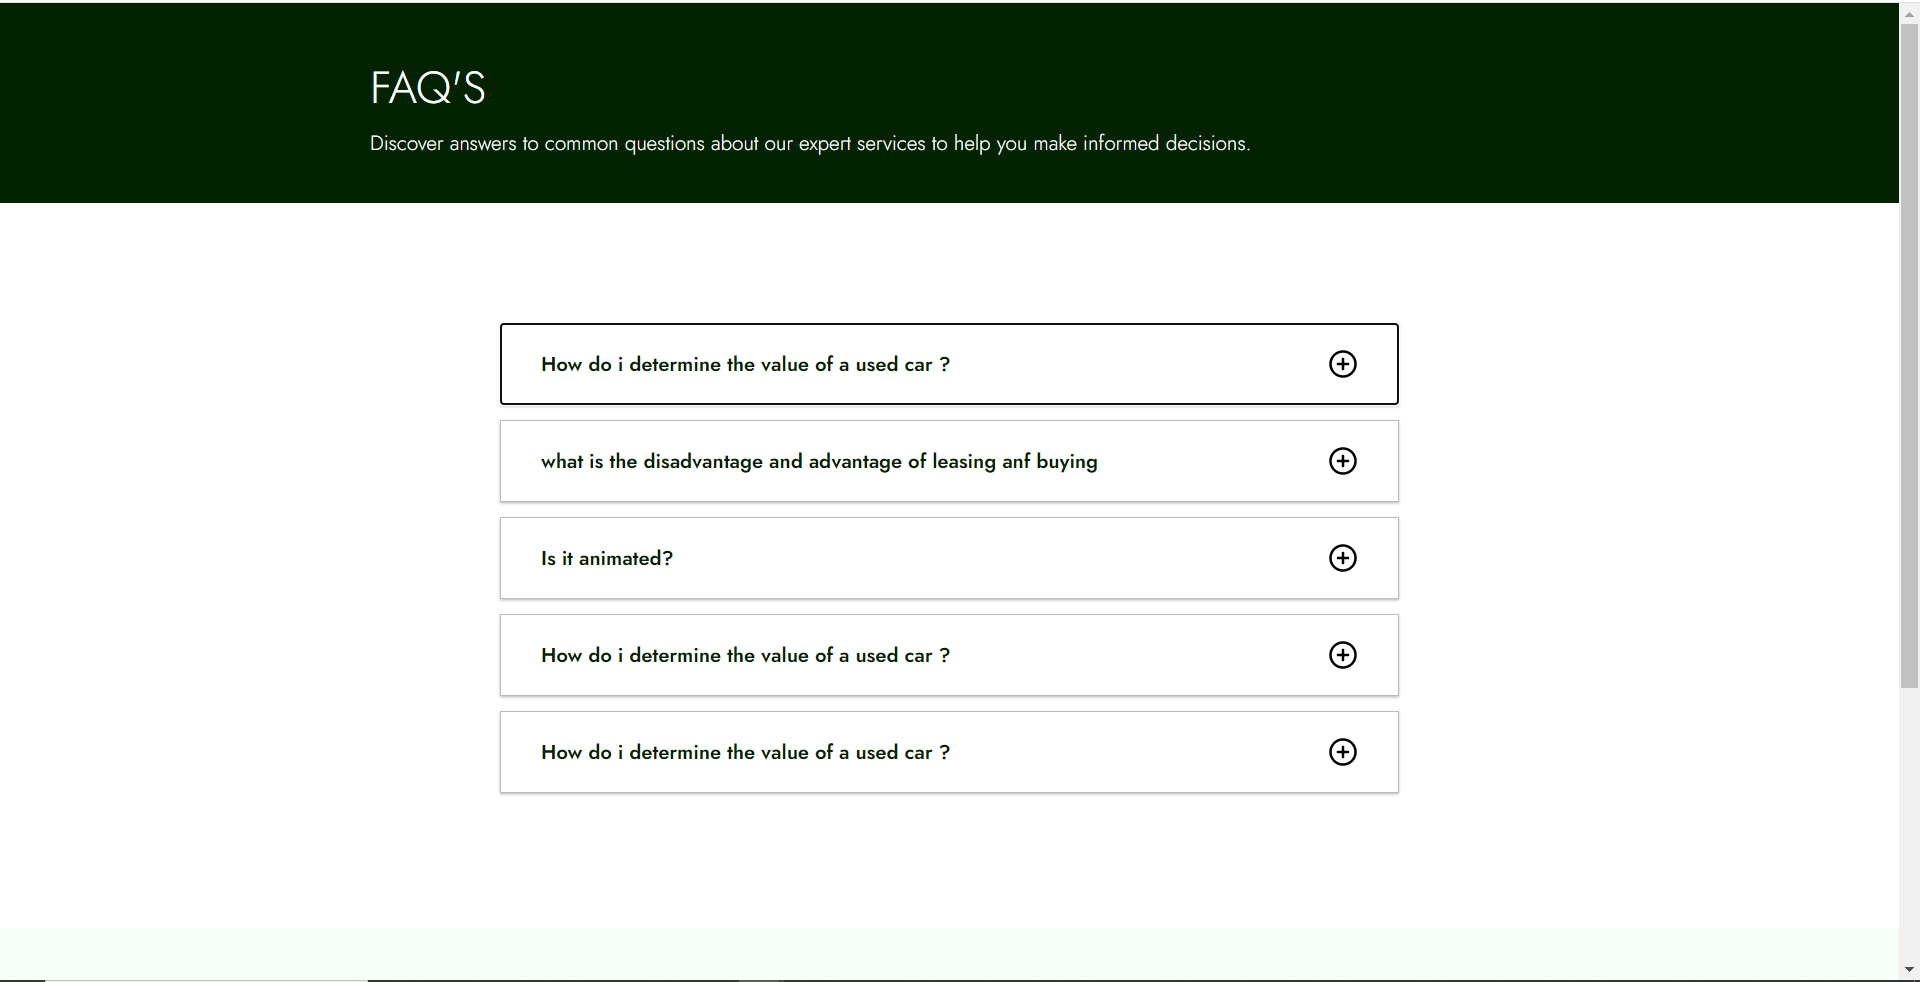 FAQ'S
Discover answers to common questions about our expert services to help you make informed decisions.
How do i determine the value of a used car ?
what is the disadvantage and advantage of leasing anf buying
Is it animated?
How do i determine the value of a used car ?
How do i determine the value of a used car ?